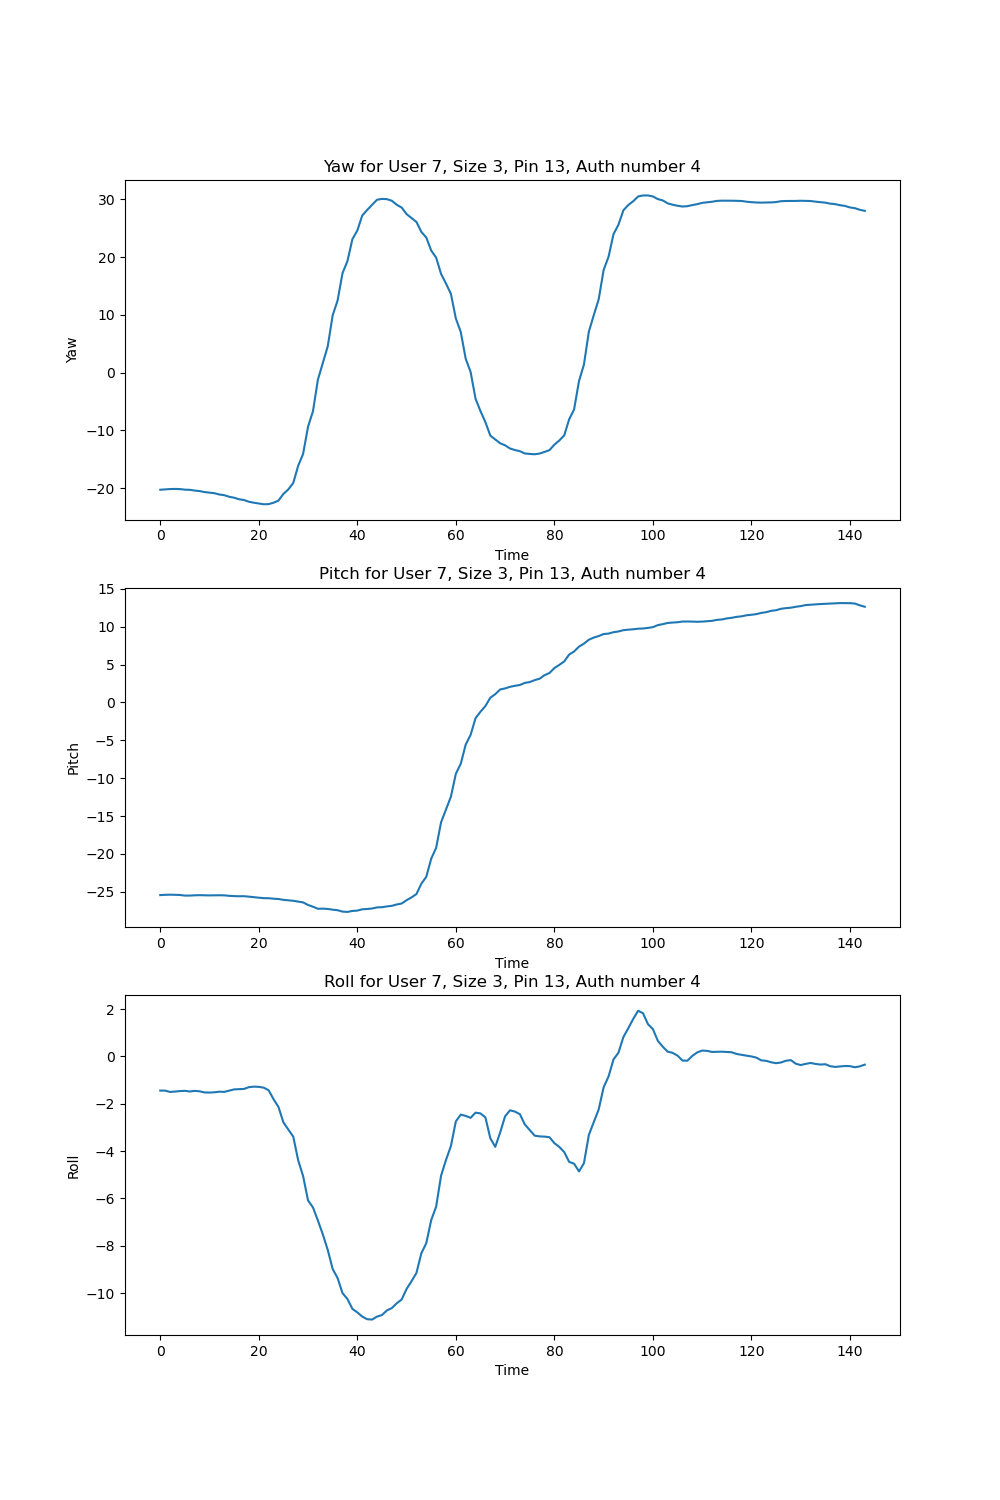 Yaw for User 7, Size 3, Pin 13, Auth number 4
30
20
10
0
−10
−20
Yaw
0 20 40 60 80 100 120 140
Time
Pitch for User 7, Size 3, Pin 13, Auth number 4
15
10
5
0
−5
−10
−15
−20
−25
Pitch
0 20 40 60 80 100 120 140
Time
Roll for User 7, Size 3, Pin 13, Auth number 4
2
0
−2
−4
−6
−8
−10
Roll
0 20 40 60 80 100 120 140
Time